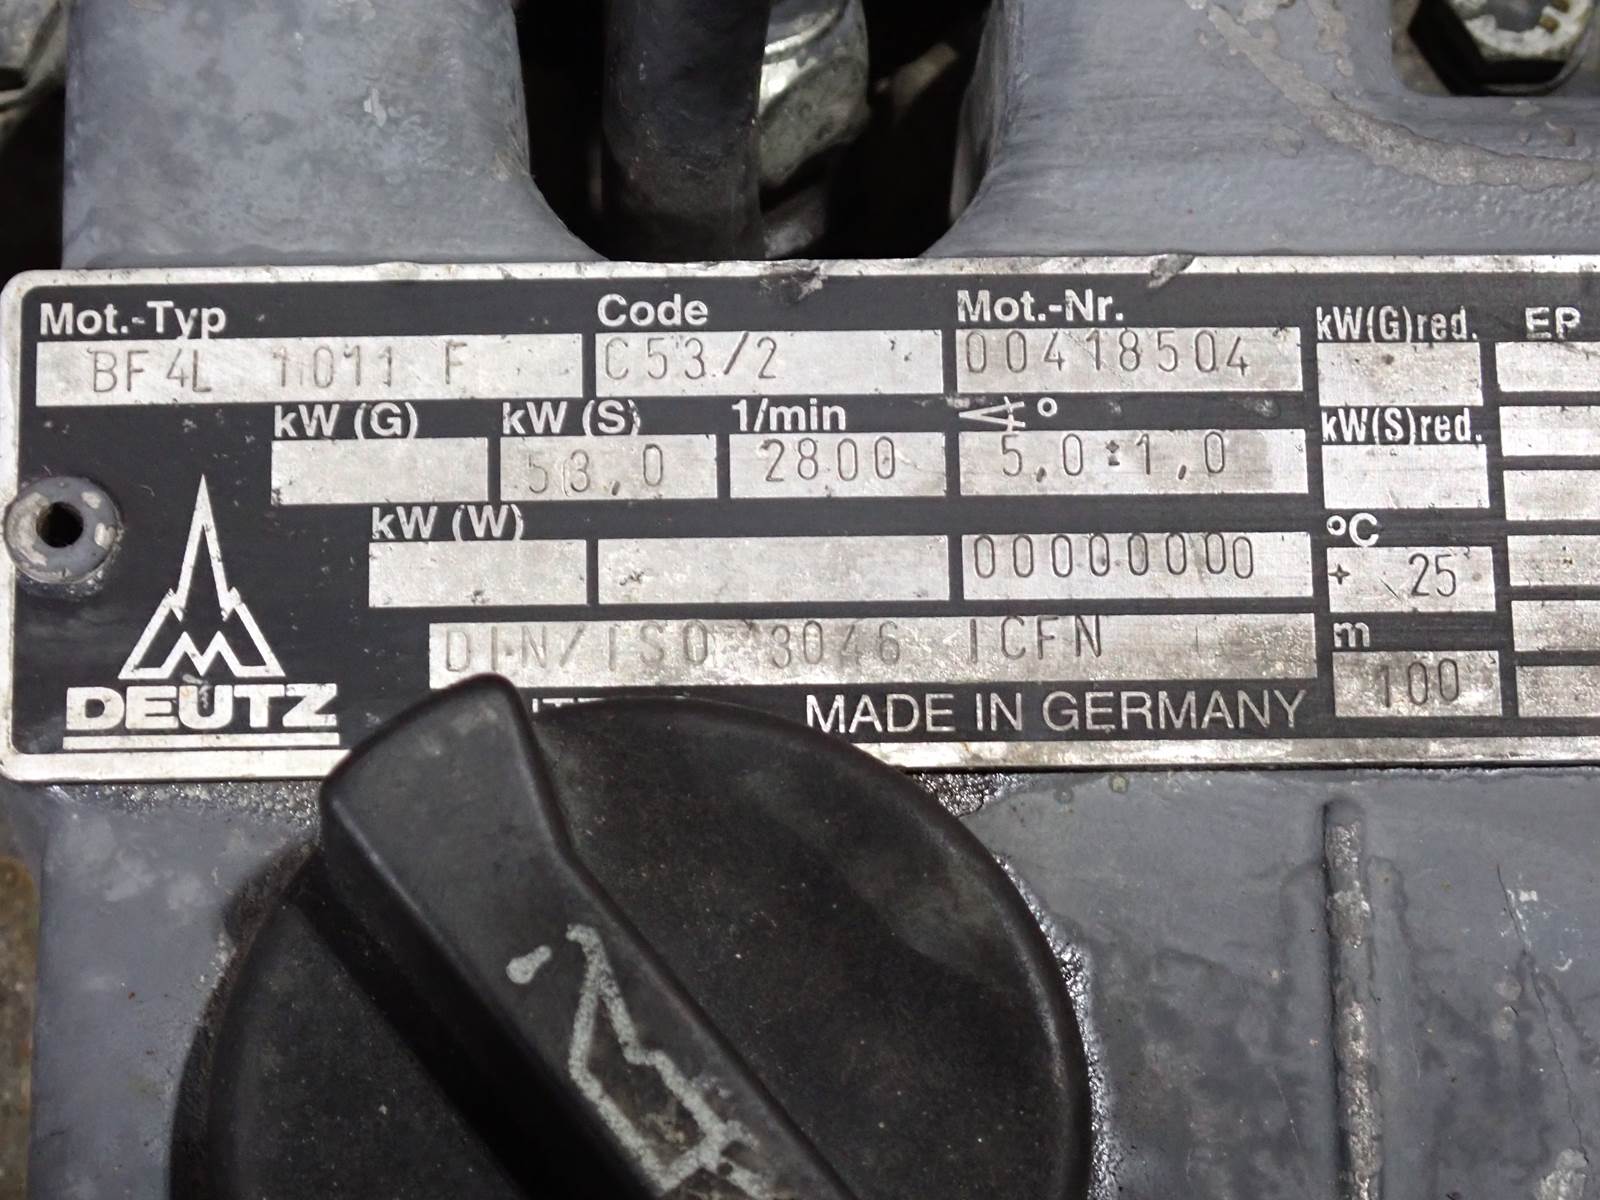 Mot.-Typ Code Mot.-Nr. kW(G)red. EP
BF4L 1011 F C53/2 00418504
kW (G) kW (S) 1/min ° kW(S)red.
53,0 2800 5,0 1,0
kW (W) °C
00000000 + 25
DIN/ISO 3046 ICFN m
100
DEUTZ MADE IN GERMANY